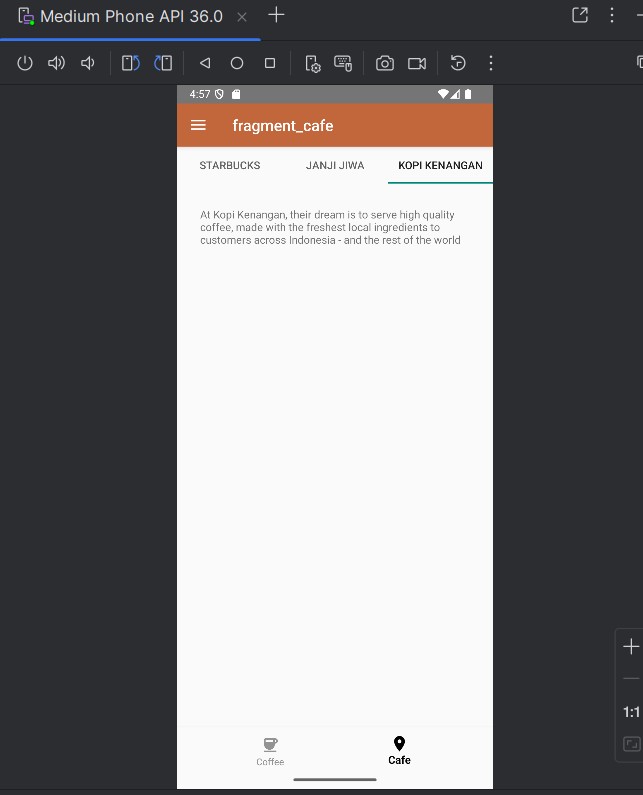 Medium Phone API 36.0
4:57
fragment_cafe
STARBUCKS JANJI JIWA KOPI KENANGAN
At Kopi Kenangan, their dream is to serve high quality
coffee, made with the freshest local ingredients to
customers across Indonesia - and the rest of the world
1:1
Coffee Cafe